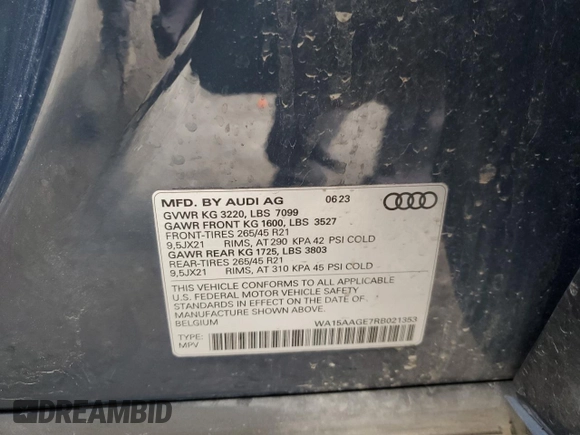 MFD. BY AUDI AG 06 23
GVWR KG 3220, LBS 7099
GAWR FRONT KG 1600, LBS 3527
FRONT-TIRES 265/45 R21
9,5JX21 RIMS, AT 290 KPA 42 PSI COLD
GAWR REAR KG 1725, LBS 3803
REAR-TIRES 265/45 R21
9,5JX21 RIMS, AT 310 KPA 45 PSI COLD
THIS VEHICLE CONFORMS TO ALL APPLICABLE
U.S. FEDERAL MOTOR VEHICLE SAFETY
STANDARDS IN EFFECT ON THE DATE OF
MANUFACTURE SHOWN ABOVE.
BELGIUM WA15AAGE7RB021353
TYPE:
MPV
DREAMBID